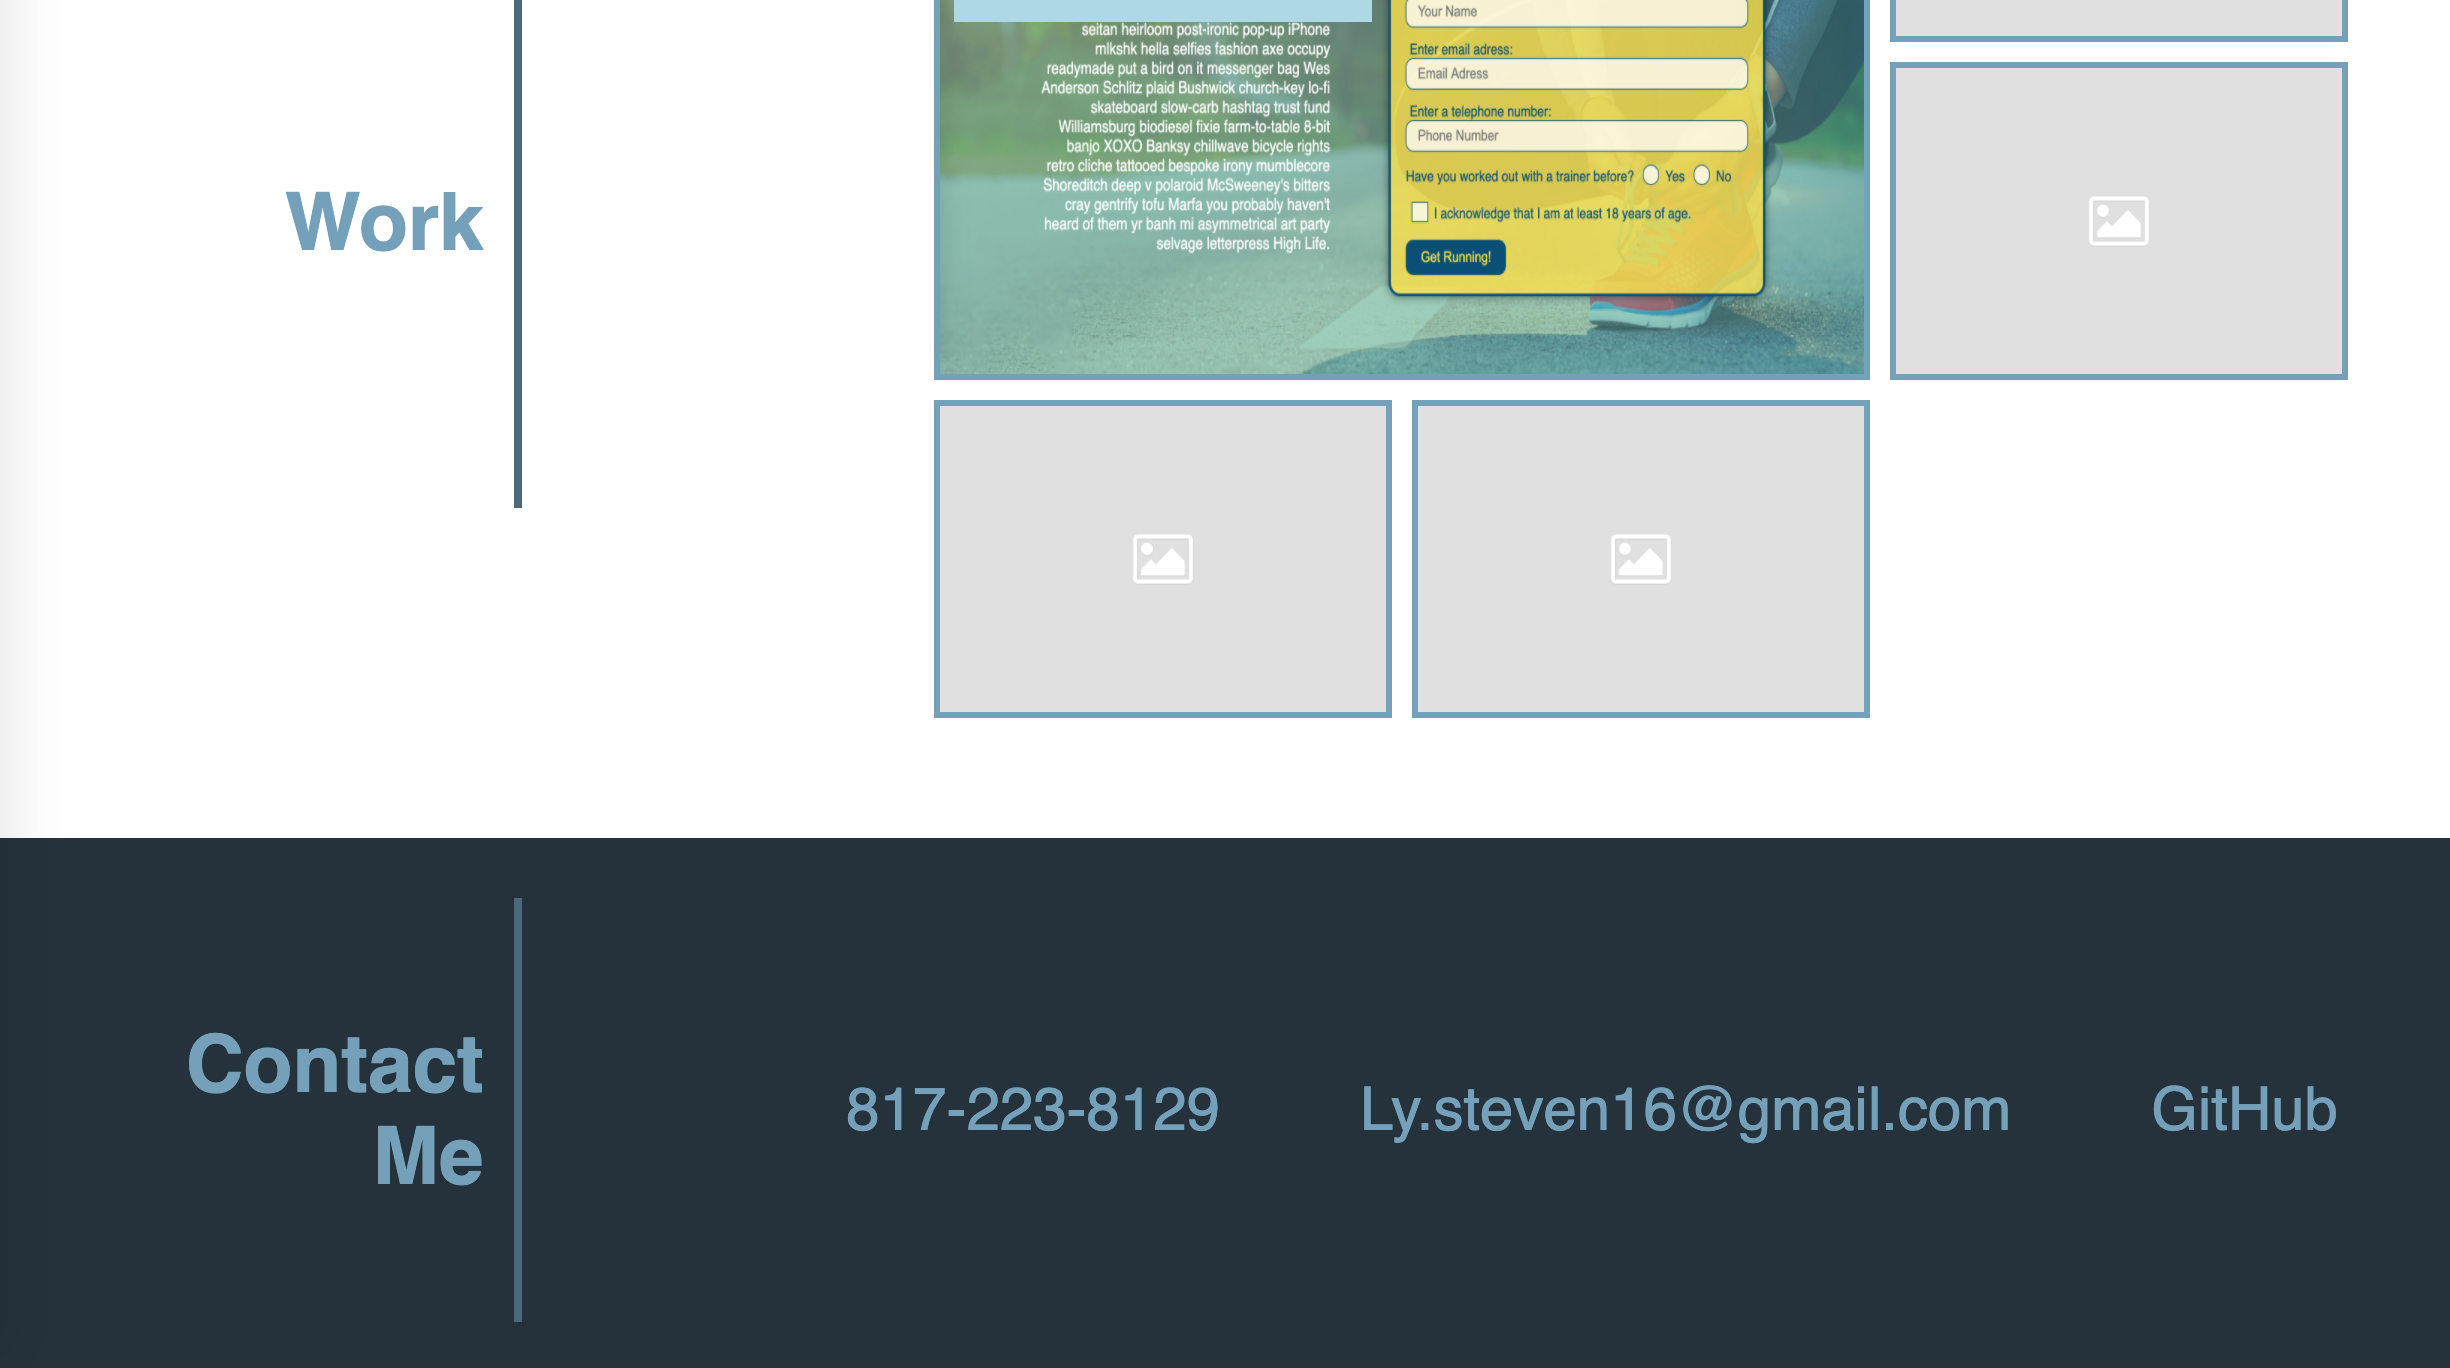 Work
seitan heirloom post-ironic pop-up iPhone
mlkshk hella selfies fashion axe occupy
readymade put a bird on it messenger bag Wes
Anderson Schlitz plaid Bushwick church-key lo-fi
skateboard slow-carb hashtag trust fund
Williamsburg biodiesel fixie farm-to-table 8-bit
banjo XOXO Banksy chillwave bicycle rights
retro cliche tattooed bespoke irony mumblecore
Shoreditch deep v polaroid McSweeney's bitters
cray gentrify tofu Marfa you probably haven't
heard of them yr banh mi asymmetrical art party
selvage letterpress High Life.
Your Name
Enter email adress:
Email Adress
Enter a telephone number:
Phone Number
Have you worked out with a trainer before? Yes No
I acknowledge that I am at least 18 years of age.
Get Running!
Contact
Me
817-223-8129
Ly.steven16@gmail.com
GitHub